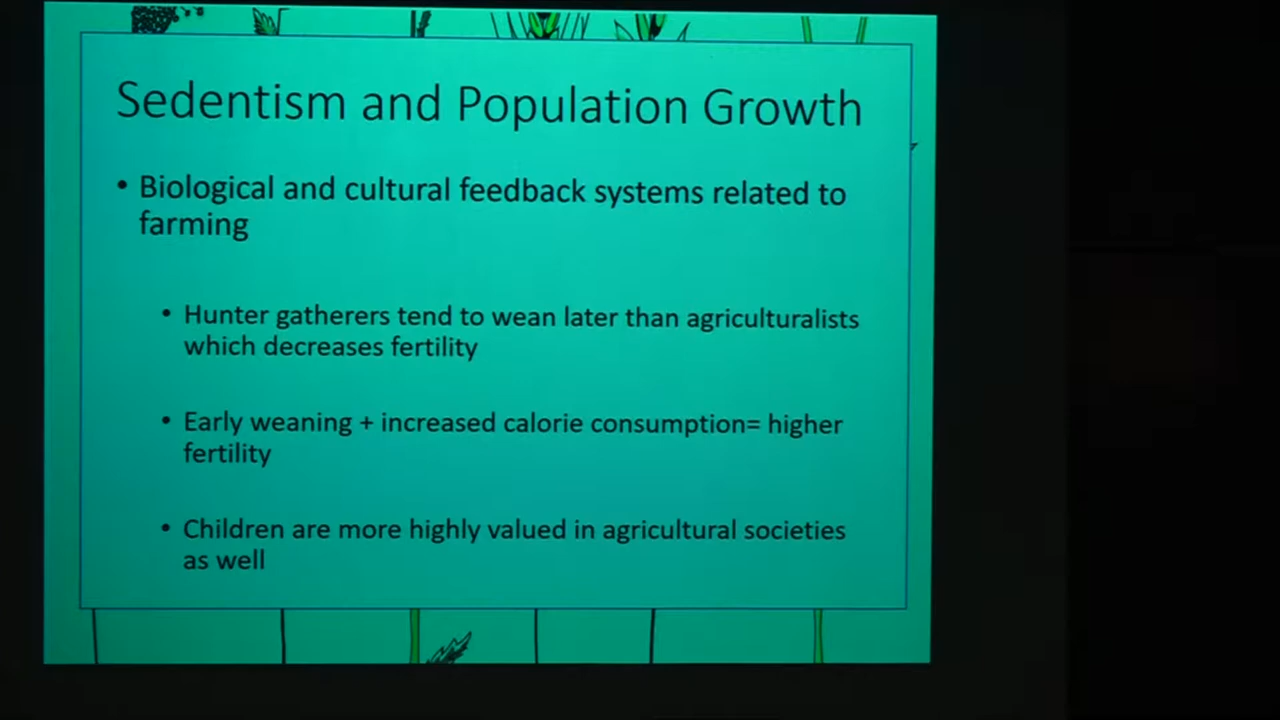 Sedentism and Population Growth
• Biological and cultural feedback systems related to
farming
• Hunter gatherers tend to wean later than agriculturalists
which decreases fertility
• Early weaning + increased calorie consumption= higher
fertility
• Children are more highly valued in agricultural societies
as well